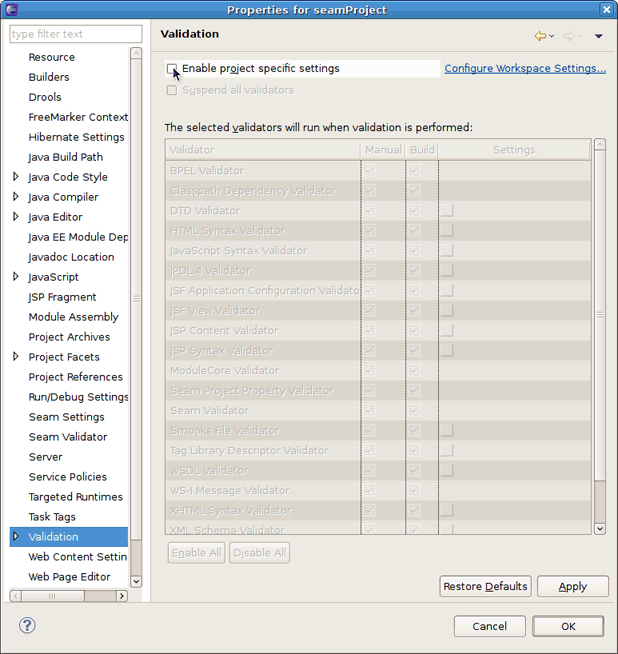 Properties for seamProject
type filter text
Resource
Builders
Drools
FreeMarker Context
Hibernate Settings
Java Build Path
Java Code Style
Java Compiler
Java Editor
Java EE Module Dep
Javadoc Location
JavaScript
JSP Fragment
Module Assembly
Project Archives
Project Facets
Project References
Run/Debug Settings
Seam Settings
Seam Validator
Server
Service Policies
Targeted Runtimes
Task Tags
Validation
Web Content Settin
Web Page Editor
Validation
Enable project specific settings
Configure Workspace Settings...
Suspend all validators
The selected validators will run when validation is performed:
Validator Manual Build Settings
BPEL Validator
Classpath Dependency Validator
DTD Validator
HTML Syntax Validator
JavaScript Syntax Validator
jPDL 4 Validator
JSF Application Configuration Validato
JSF View Validator
JSP Content Validator
JSP Syntax Validator
ModuleCore Validator
Seam Project Property Validator
Seam Validator
Smooks File Validator
Tag Library Descriptor Validator
WSDL Validator
WS-I Message Validator
XHTML Syntax Validator
XML Schema Validator
Enable All Disable All
Restore Defaults Apply
Cancel OK